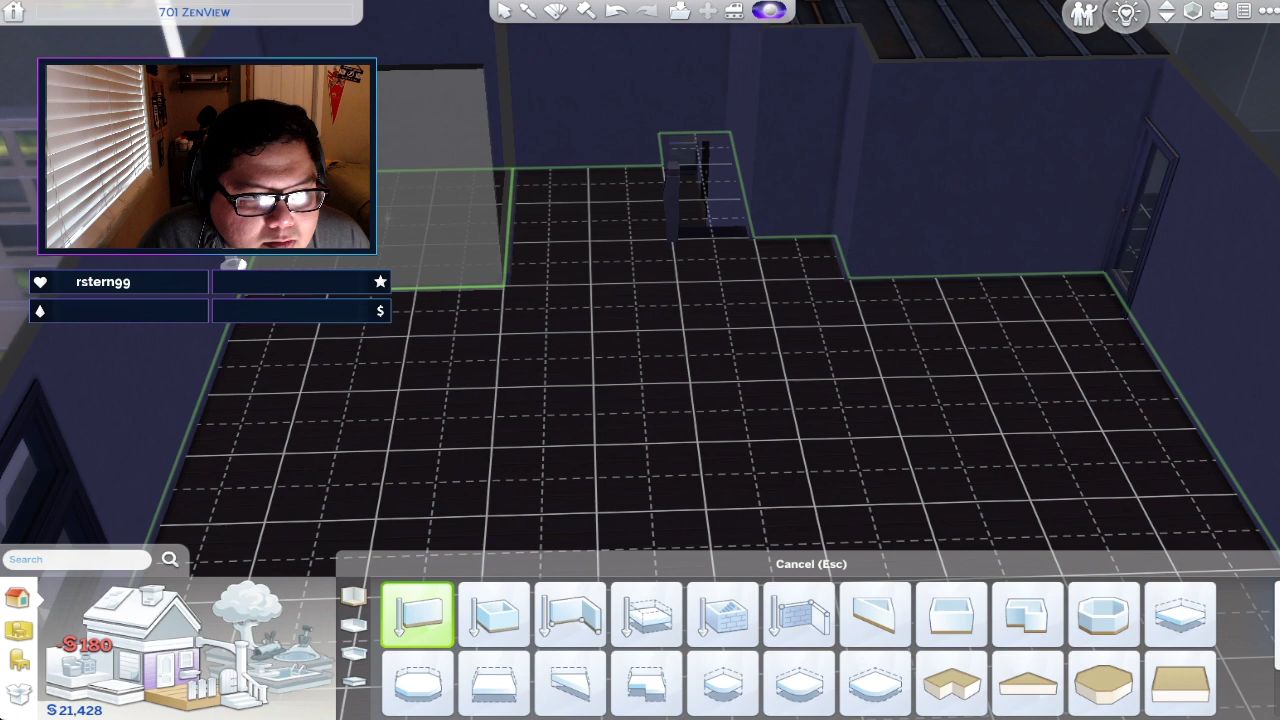 701 ZenView
rstern99
$
Cancel (Esc)
Search
-§180
§21,428